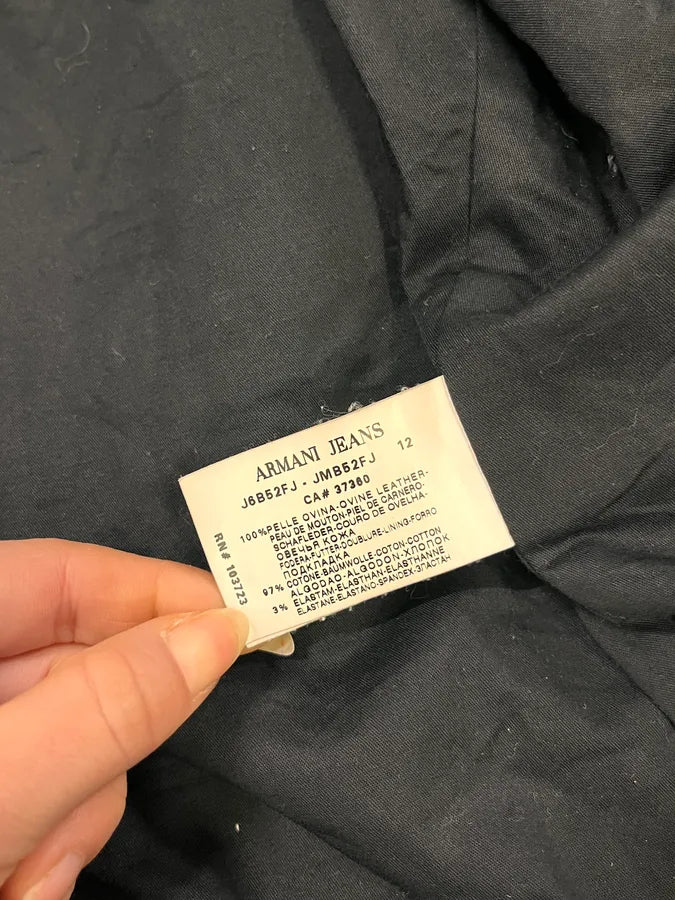 ARMANI JEANS 12
J6B52FJ - JMB52FJ
CA# 37360
100% PELLE OVINA-OVINE LEATHER-
PEAU DE MOUTON-PIEL DE CARNERO-
SCHAFLEDER-COURO DE OVELHA-
ОВЕЧЬЯ КОЖА
FODERA-FUTTER-DOUBLURE-LINING-FORRO
ПОДКЛАДКА
97% COTONE-BAUMWOLLE-COTON-COTTON
ALGODAO-ALGODON-ХЛОПОК
3% ELASTAM-ELASTHAN-ELASTHANNE
ELASTANE-ELASTANO-SPANDEX-ЭЛАСТАН
RN# 103723